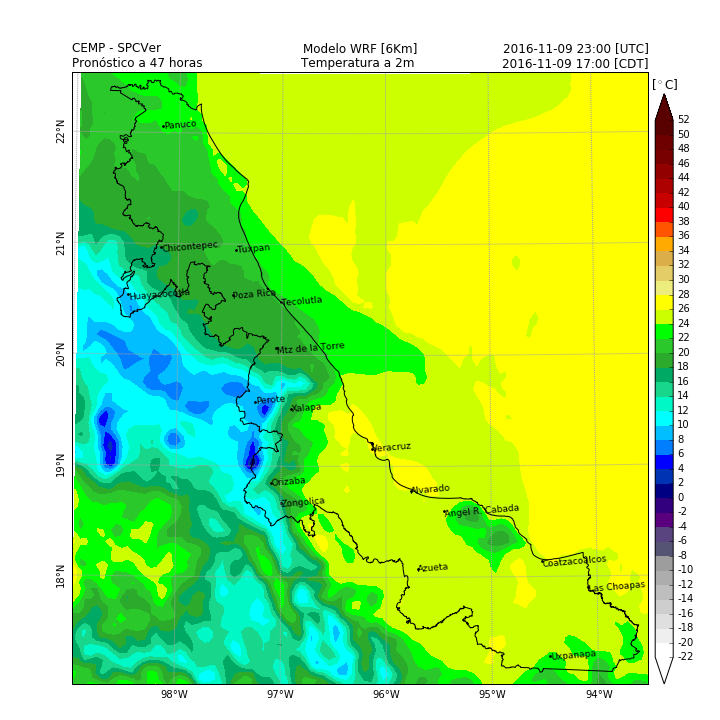 CEMP - SPCVer Modelo WRF [6Km] 2016-11-09 23:00 [UTC]
Pronóstico a 47 horas Temperatura a 2m 2016-11-09 17:00 [CDT]
[°C]
52
50
48
46
44
42
40
38
36
34
32
30
28
26
24
22
20
18
16
14
12
10
8
6
4
2
0
-2
-4
-6
-8
-10
-12
-14
-16
-18
-20
-22
22°N
21°N
20°N
19°N
18°N
Panuco
Chicontepec
Tuxpan
Huayacocotla
Poza Rica
Tecolutla
Mtz de la Torre
Perote
Xalapa
Veracruz
Orizaba
Alvarado
Zongolica
Angel R. Cabada
Azueta
Coatzacoalcos
Las Choapas
Uxpanapa
98°W 97°W 96°W 95°W 94°W